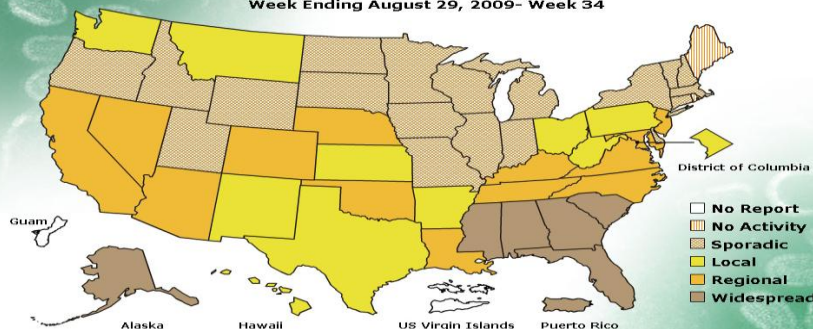 Week Ending August 29, 2009- Week 34
District of Columbia
Guam
No Report
No Activity
Sporadic
Local
Regional
Widespread
Alaska
Hawaii
US Virgin Islands
Puerto Rico